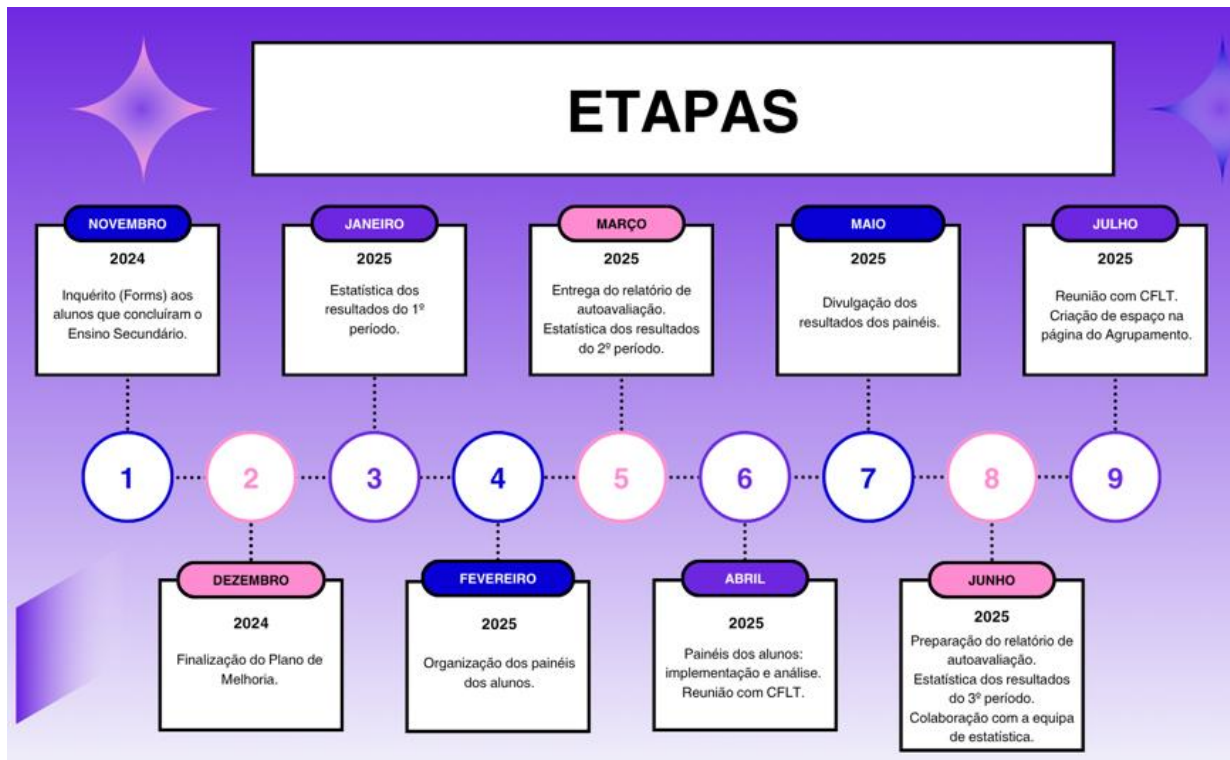 ETAPAS
NOVEMBRO
2024
Inquérito (Forms) aos
alunos que concluíram o
Ensino Secundário.
JANEIRO
2025
Estatística dos
resultados do 1º
período.
MARÇO
2025
Entrega do relatório de
autoavaliação.
Estatística dos resultados
do 2º período.
MAIO
2025
Divulgação dos
resultados dos painéis.
JULHO
2025
Reunião com CFLT.
Criação de espaço na
página do Agrupamento.
1
2
3
4
5
6
7
8
9
DEZEMBRO
2024
Finalização do Plano de
Melhoria.
FEVEREIRO
2025
Organização dos painéis
dos alunos.
ABRIL
2025
Painéis dos alunos:
implementação e análise.
Reunião com CFLT.
JUNHO
2025
Preparação do relatório de
autoavaliação.
Estatística dos resultados
do 3º período.
Colaboração com a equipa
de estatística.